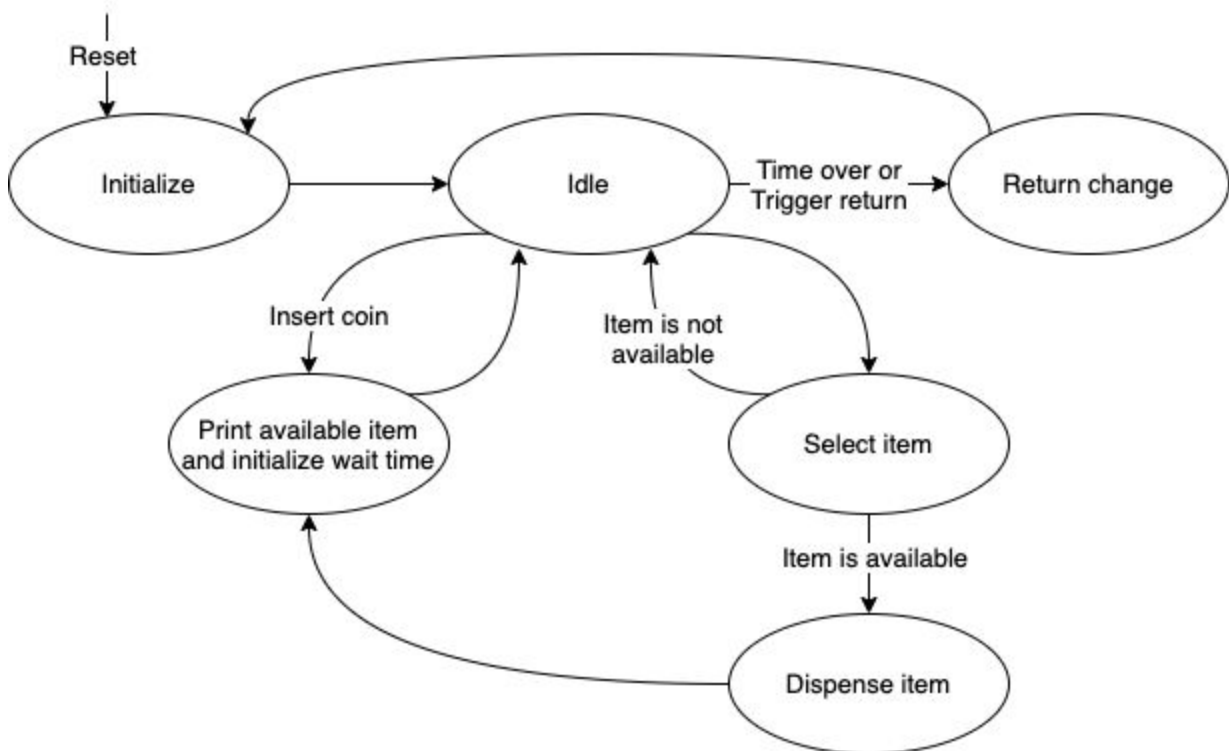 Reset
Initialize
Idle
Time over or
Trigger return
Return change
Insert coin
Item is not
available
Print available item
and initialize wait time
Select item
Item is available
Dispense item